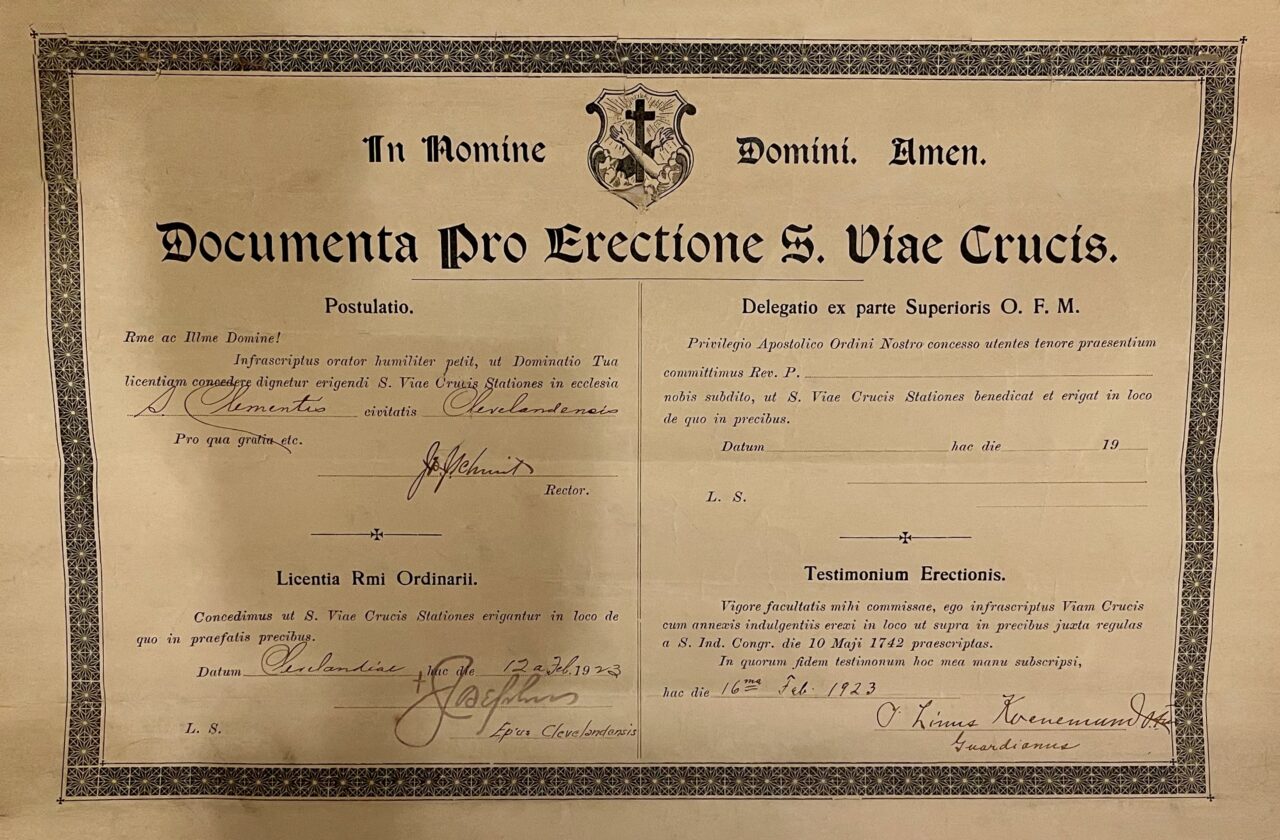 In Nomine Domini. Amen.
Documenta Pro Erectione S. Viae Crucis.
Postulatio.
Rme ac Illme Domine!
Infrascriptus orator humiliter petit, ut Dominatio Tua
licentiam concedere dignetur erigendi S. Viae Crucis Stationes in ecclesia
S. Clementis civitatis Clevelandensis
Pro qua gratia etc.
Schmit
Rector.
Licentia Rmi Ordinarii.
Concedimus ut S. Viae Crucis Stationes erigantur in loco de
quo in praefatis precibus.
Datum Clevelandiae hac die 12a Feb. 1923
† Josephus
L. S. Epus Clevelandensis
Delegatio ex parte Superioris O. F. M.
Privilegio Apostolico Ordini Nostro concesso utentes tenore praesentium
committimus Rev. P.
nobis subdito, ut S. Viae Crucis Stationes benedicat et erigat in loco
de quo in precibus.
Datum hac die 19
L. S.
Testimonium Erectionis.
Vigore facultatis mihi commissae, ego infrascriptus Viam Crucis
cum annexis indulgentiis erexi in loco ut supra in precibus juxta regulas
a S. Ind. Congr. die 10 Maji 1742 praescriptas.
In quorum fidem testimonum hoc mea manu subscripsi,
hac die 16ma Feb. 1923
Linus Koenemund
Guardianus